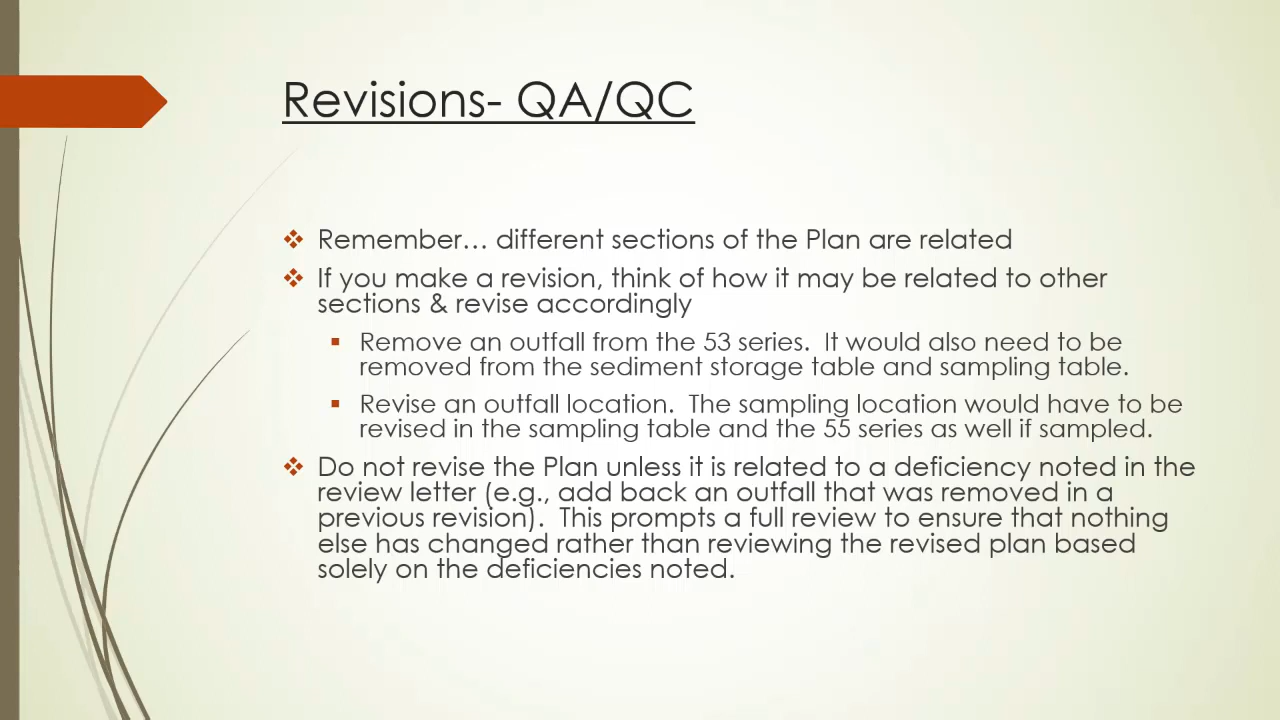 Revisions- QA/QC
Remember… different sections of the Plan are related
If you make a revision, think of how it may be related to other
sections & revise accordingly
Remove an outfall from the 53 series.  It would also need to be
removed from the sediment storage table and sampling table.
Revise an outfall location.  The sampling location would have to be
revised in the sampling table and the 55 series as well if sampled.
Do not revise the Plan unless it is related to a deficiency noted in the
review letter (e.g., add back an outfall that was removed in a
previous revision).  This prompts a full review to ensure that nothing
else has changed rather than reviewing the revised plan based
solely on the deficiencies noted.